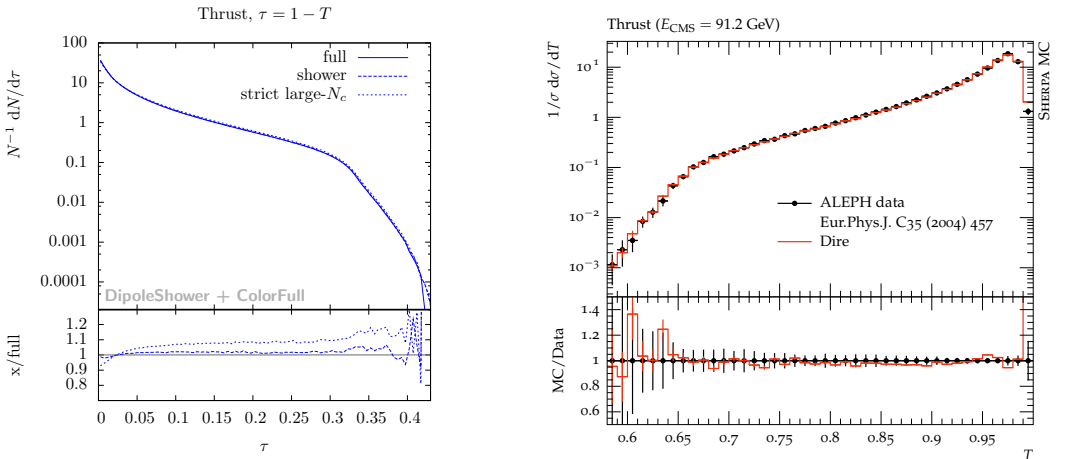 Thrust, τ = 1 − T
100
10
1
0.1
0.01
0.001
0.0001
N⁻¹ dN/dτ
full
shower
strict large-N_c
DipoleShower + ColorFull
1.2
1.1
1
0.9
0.8
x/full
0
0.05
0.1
0.15
0.2
0.25
0.3
0.35
0.4
τ
Thrust (E_CMS = 91.2 GeV)
1/σ dσ/dT
10¹
1
10⁻¹
10⁻²
10⁻³
SHERPA MC
ALEPH data
Eur.Phys.J. C35 (2004) 457
Dire
1.4
1.2
1
0.8
0.6
MC/Data
0.6
0.65
0.7
0.75
0.8
0.85
0.9
0.95
T